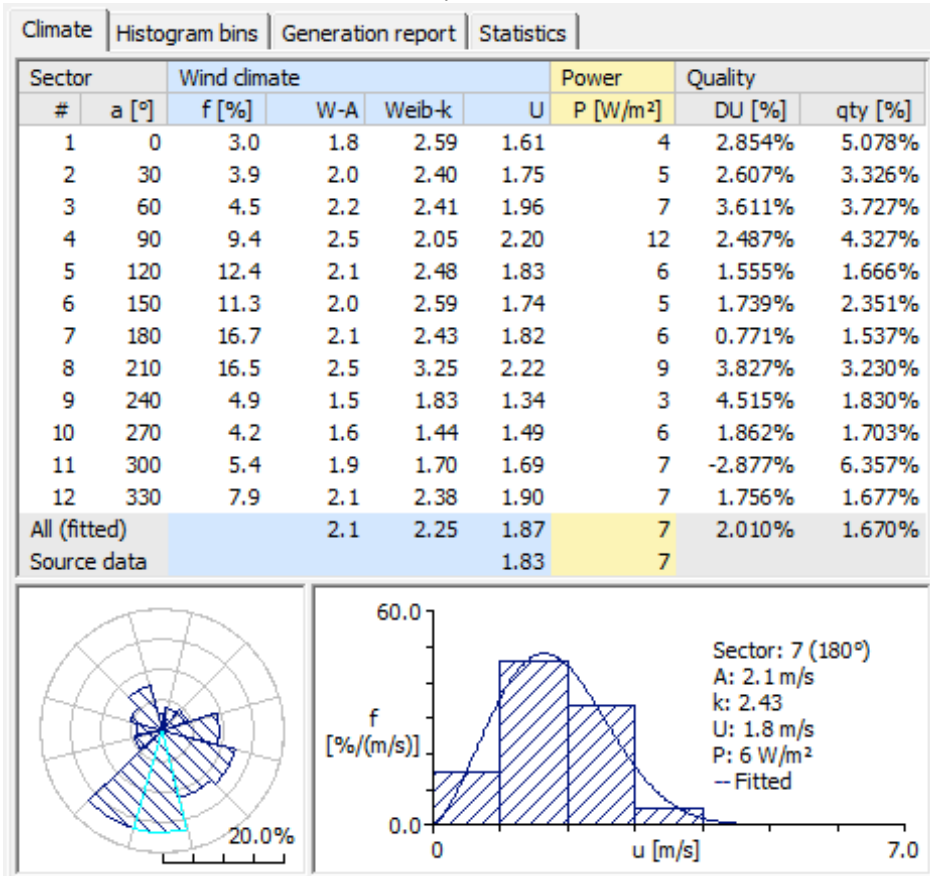 Climate Histogram bins Generation report Statistics
Sector Wind climate Power Quality
# a [°] f [%] W-A Weib-k U P [W/m²] DU [%] qty [%]
1 0 3.0 1.8 2.59 1.61 4 2.854% 5.078%
2 30 3.9 2.0 2.40 1.75 5 2.607% 3.326%
3 60 4.5 2.2 2.41 1.96 7 3.611% 3.727%
4 90 9.4 2.5 2.05 2.20 12 2.487% 4.327%
5 120 12.4 2.1 2.48 1.83 6 1.555% 1.666%
6 150 11.3 2.0 2.59 1.74 5 1.739% 2.351%
7 180 16.7 2.1 2.43 1.82 6 0.771% 1.537%
8 210 16.5 2.5 3.25 2.22 9 3.827% 3.230%
9 240 4.9 1.5 1.83 1.34 3 4.515% 1.830%
10 270 4.2 1.6 1.44 1.49 6 1.862% 1.703%
11 300 5.4 1.9 1.70 1.69 7 -2.877% 6.357%
12 330 7.9 2.1 2.38 1.90 7 1.756% 1.677%
All (fitted) 2.1 2.25 1.87 7 2.010% 1.670%
Source data 1.83 7
20.0%
60.0
f
[%/(m/s)]
0.0
0 u [m/s] 7.0
Sector: 7 (180°)
A: 2.1 m/s
k: 2.43
U: 1.8 m/s
P: 6 W/m²
-- Fitted